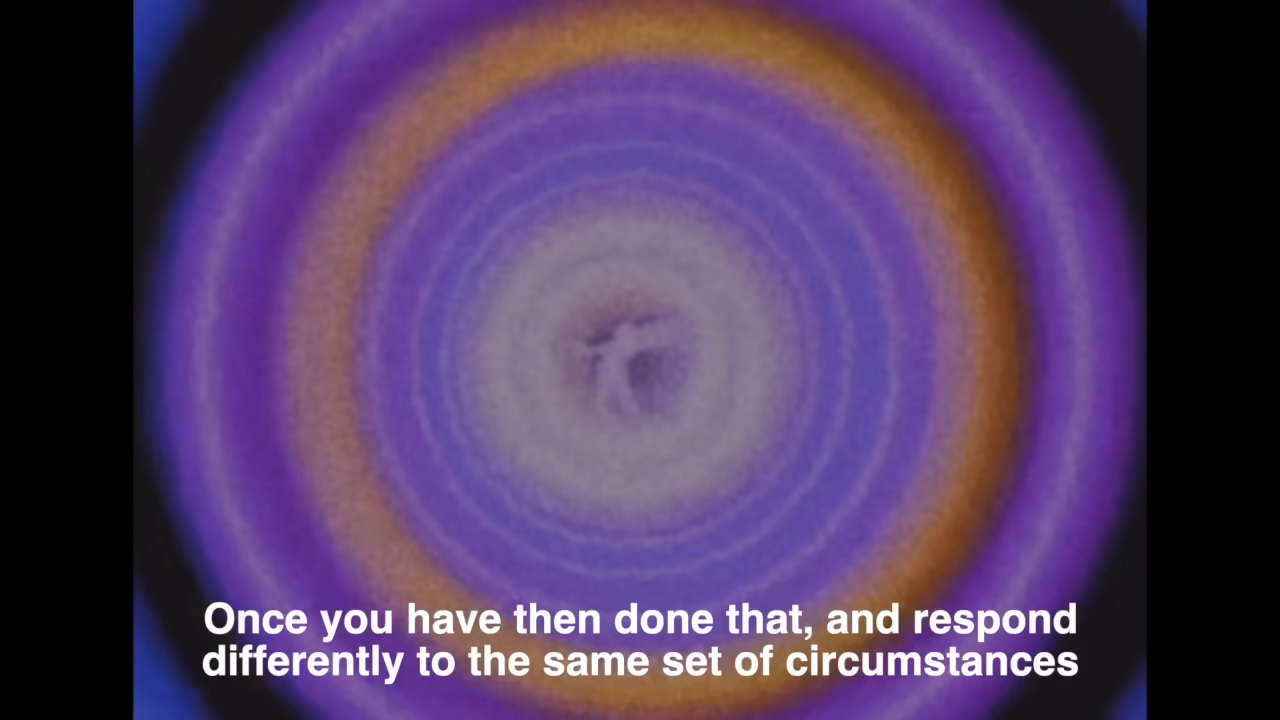 Once you have then done that, and respond
differently to the same set of circumstances